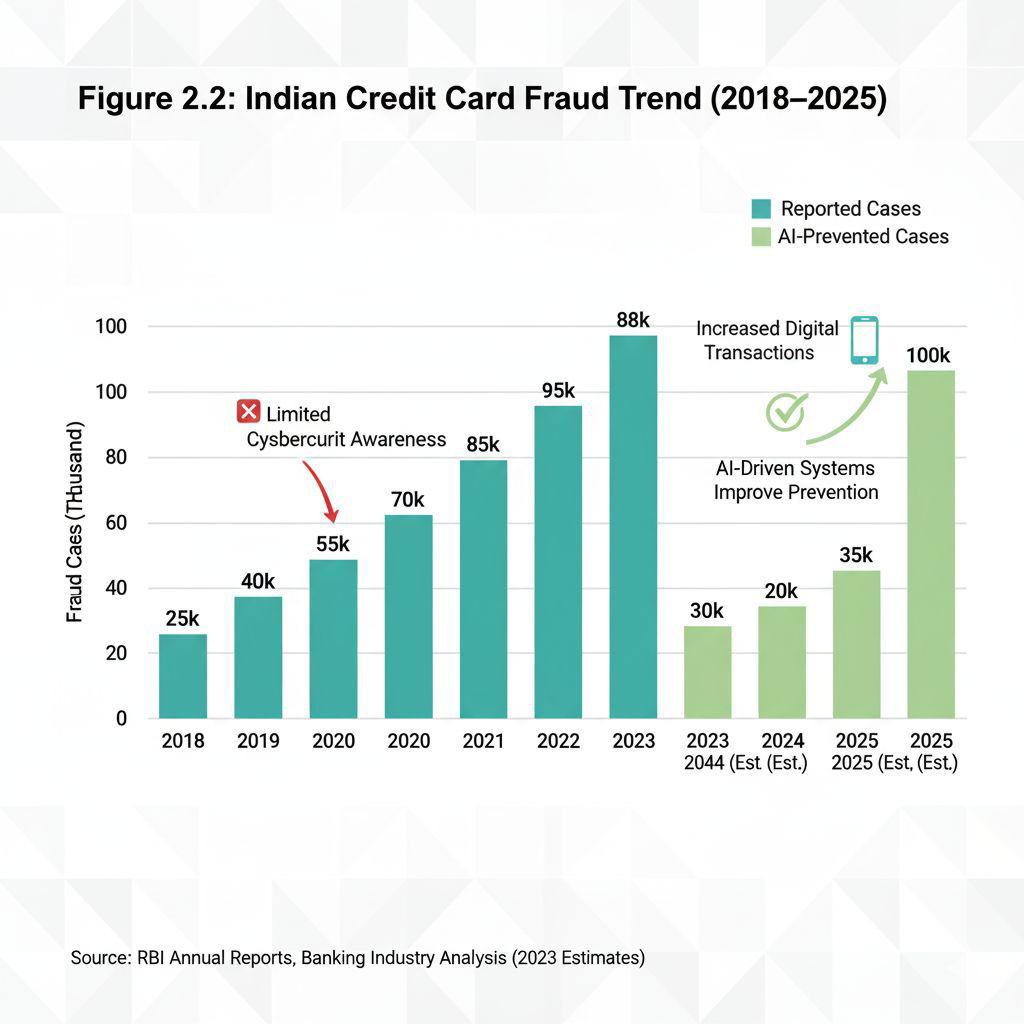 Figure 2.2: Indian Credit Card Fraud Trend (2018–2025)
Reported Cases
AI-Prevented Cases
Fraud Caes (THousand)
100
100
80
60
40
20
0
Limited
Cysbercurit Awareness
Increased Digital
Transactions
AI-Driven Systems
Improve Prevention
25k
40k
55k
70k
85k
95k
88k
30k
20k
35k
100k
2018 2019 2020 2020 2021 2022 2023 2023 2024 2025 2025
2044 (Est (Est.) 2025 (Est, (Est.)
Source: RBI Annual Reports, Banking Industry Analysis (2023 Estimates)